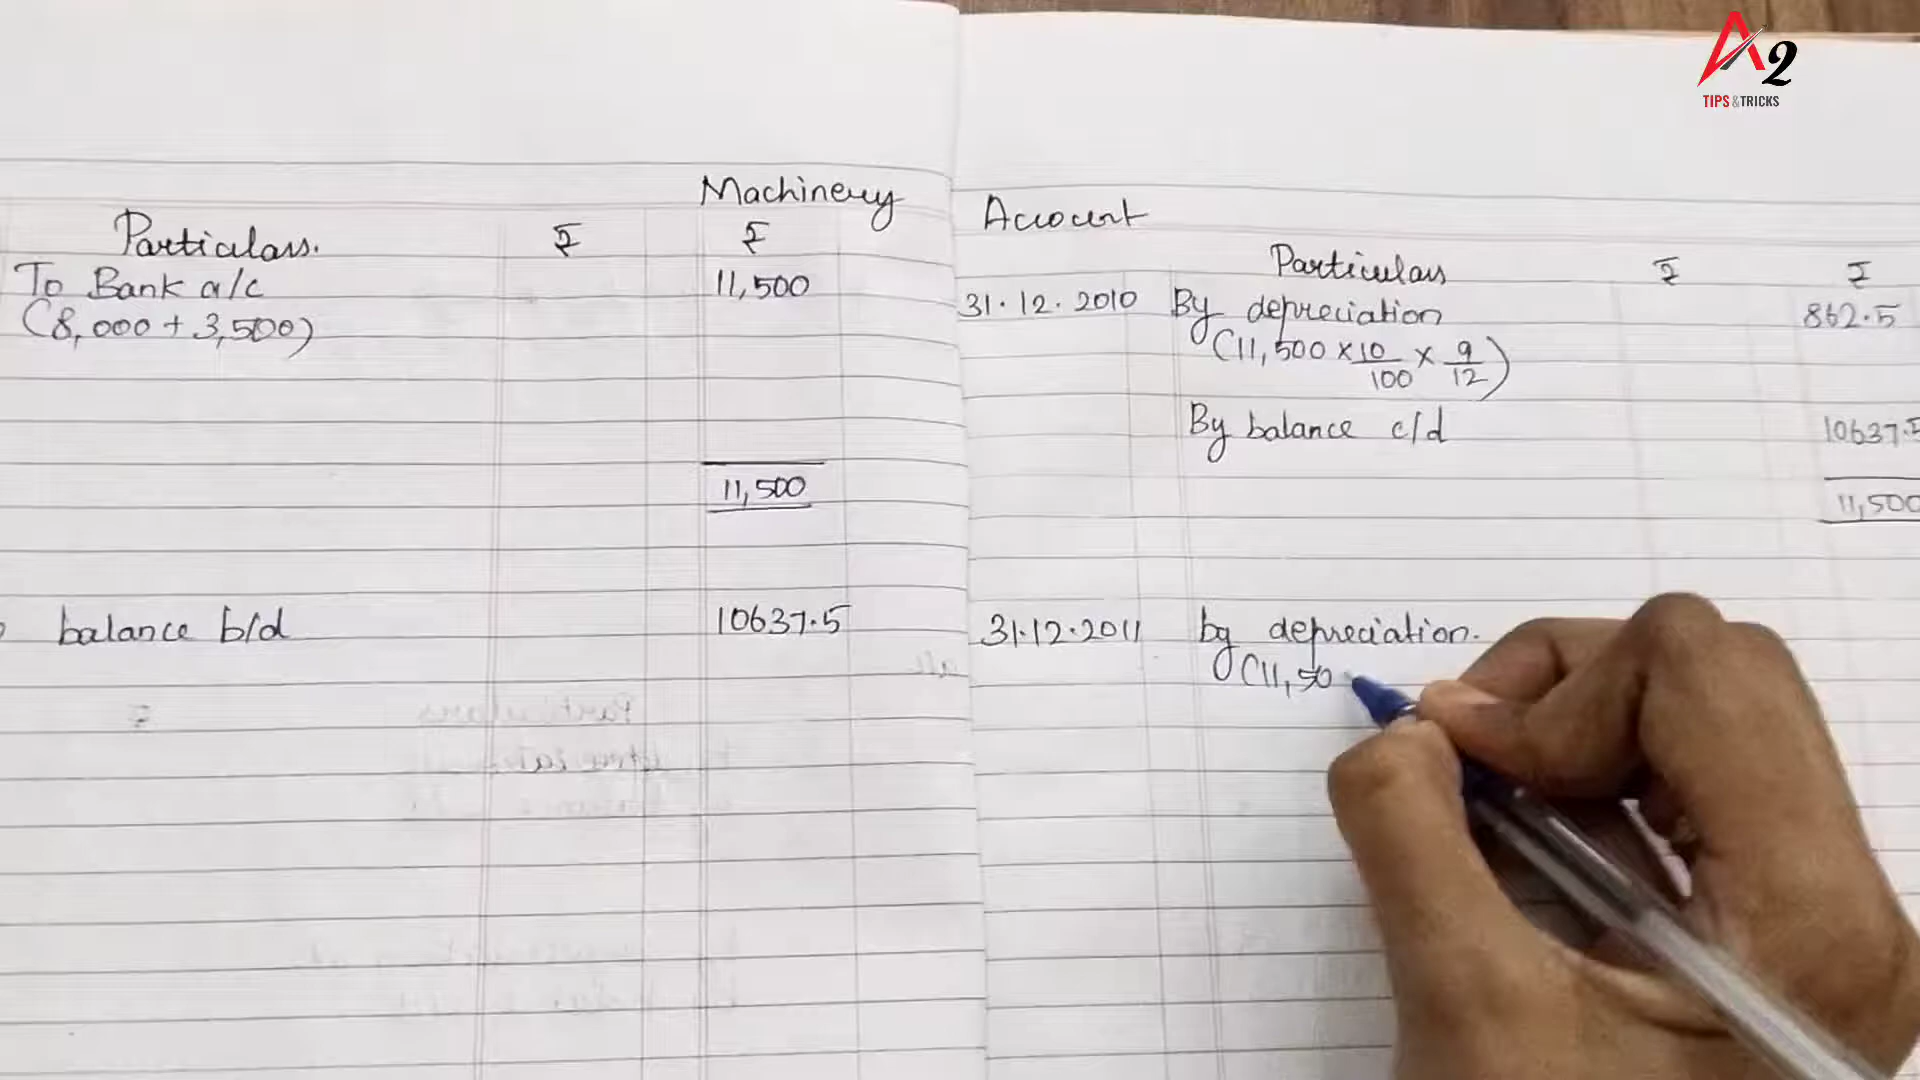 A2
TIPS & TRICKS
Machinery Account
Particulars. ₹ ₹
To Bank a/c 11,500
(8,000 + 3,500)
11,500
balance b/d 10637.5
Particulars ₹ ₹
31.12.2010 By depreciation 862.5
(11,500 × 10/100 × 9/12)
By balance c/d 10637.5
11,500
31.12.2011 by depreciation.
(11,50